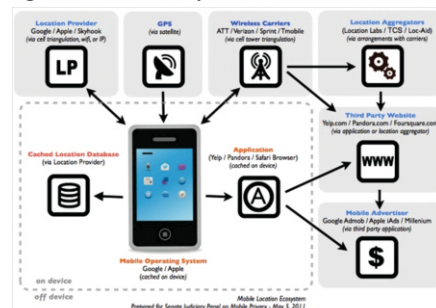 Location Provider
Google / Apple / Skyhook
(via cell triangulation, wifi, or IP)
LP
GPS
(via satellite)
Wireless Carriers
ATT / Verizon / Sprint / Tmobile
(via cell tower triangulation)
Location Aggregators
(Location Labs / TCS / Loc-Aid)
(via arrangements with carriers)
Third Party Website
Yelp.com / Pandora.com / Foursquare.com
(via application or location aggregator)
WWW
Cached Location Database
(via Location Provider)
Application
(Yelp / Pandora / Safari Browser)
(cached on device)
A
Mobile Advertiser
Google Admob / Apple iAds / Millenium
(via third party application)
$
Mobile Operating System
Google / Apple
(cached on device)
on device
off device
Mobile Location Ecosystem
Prepared for Senate Judiciary Panel on Mobile Privacy - May 5, 2011